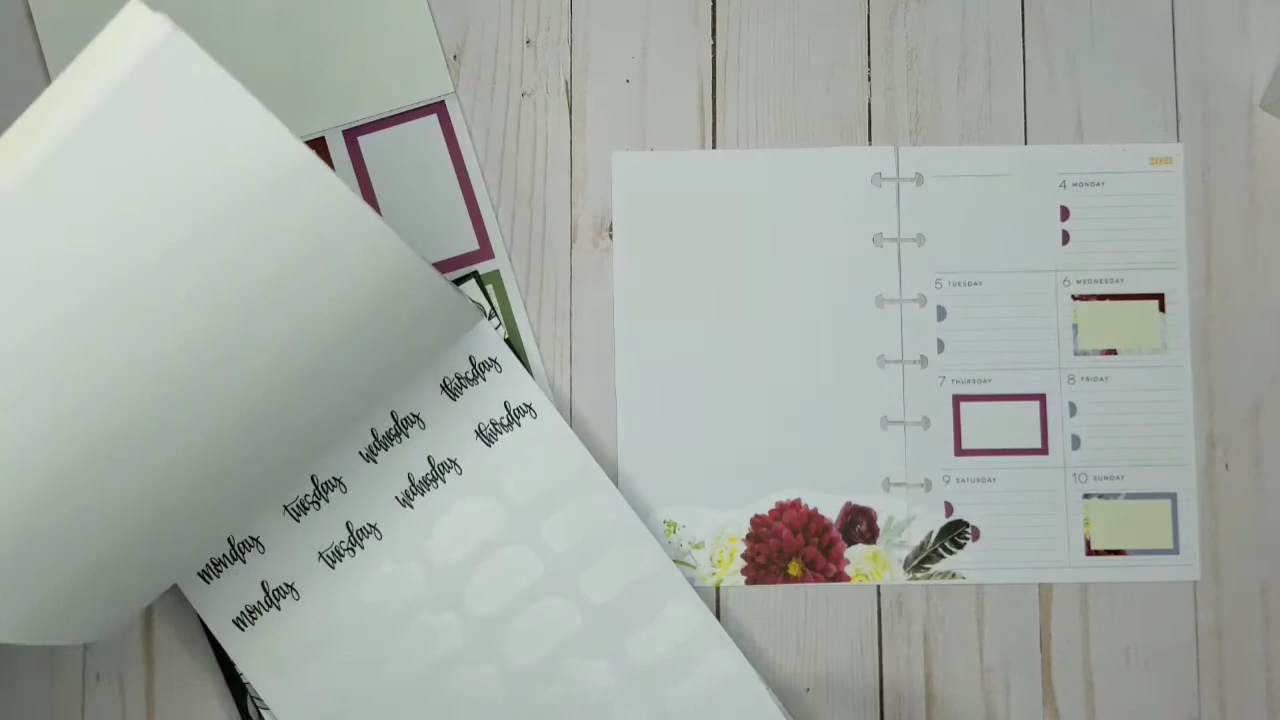 monday tuesday wednesday thursday
monday tuesday wednesday thursday
2021
4 MONDAY
5 TUESDAY
6 WEDNESDAY
7 THURSDAY
8 FRIDAY
9 SATURDAY
10 SUNDAY